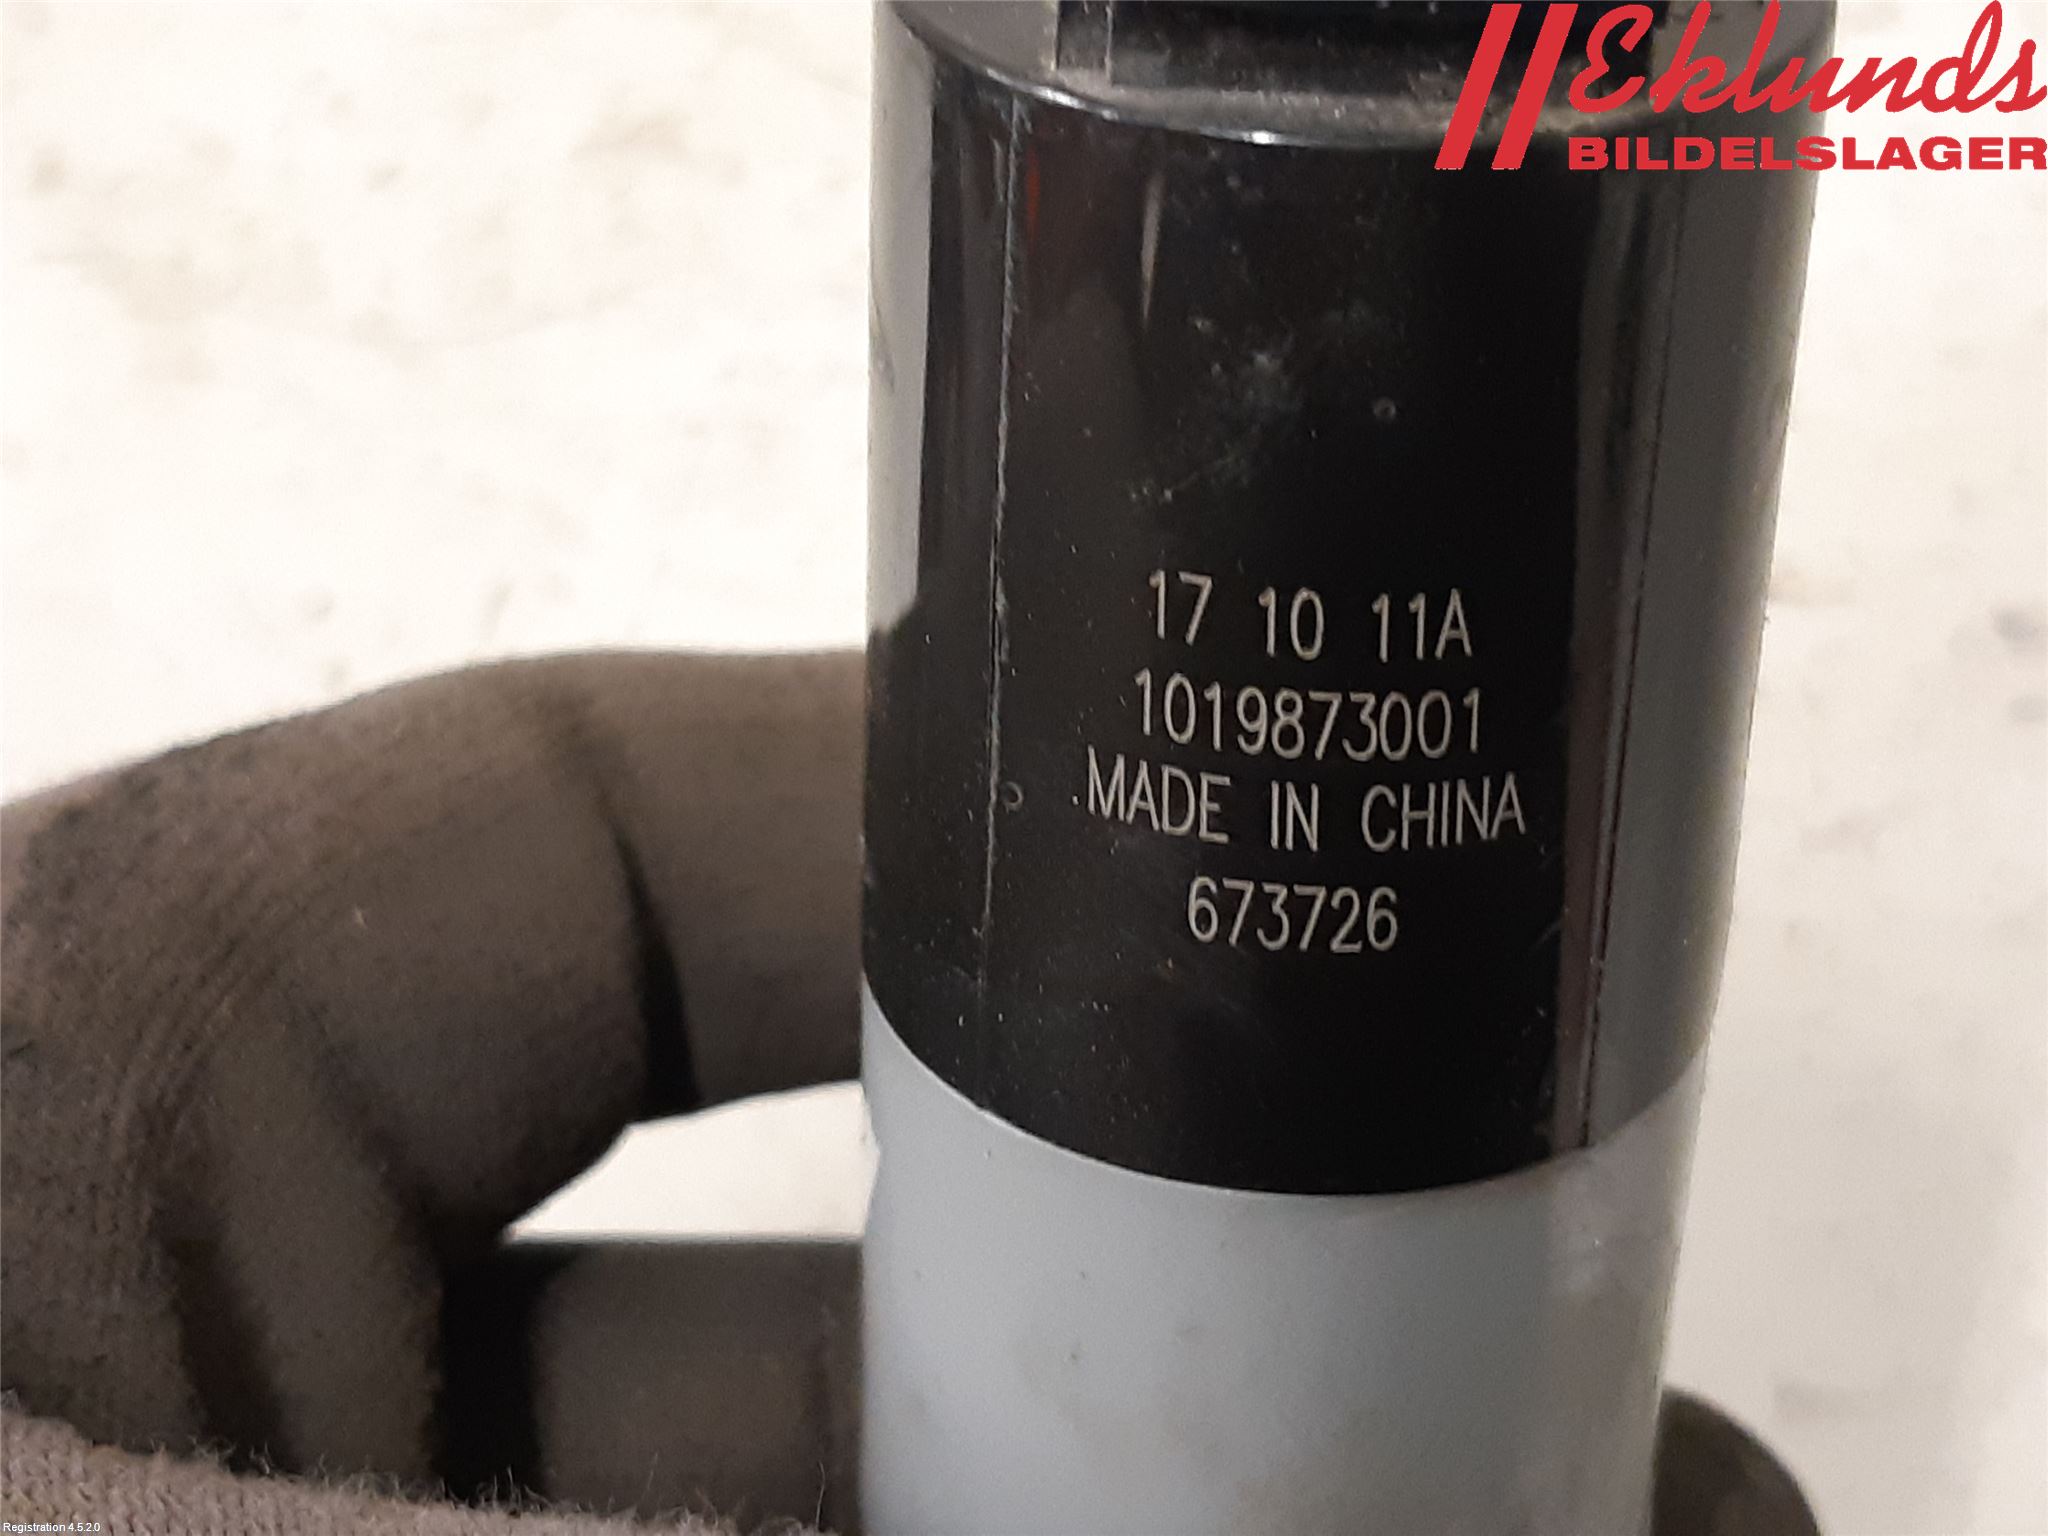 Eklunds
BILDELSLAGER
17 10 11A
1019873001
MADE IN CHINA
673726
Registration 4.5.2.0